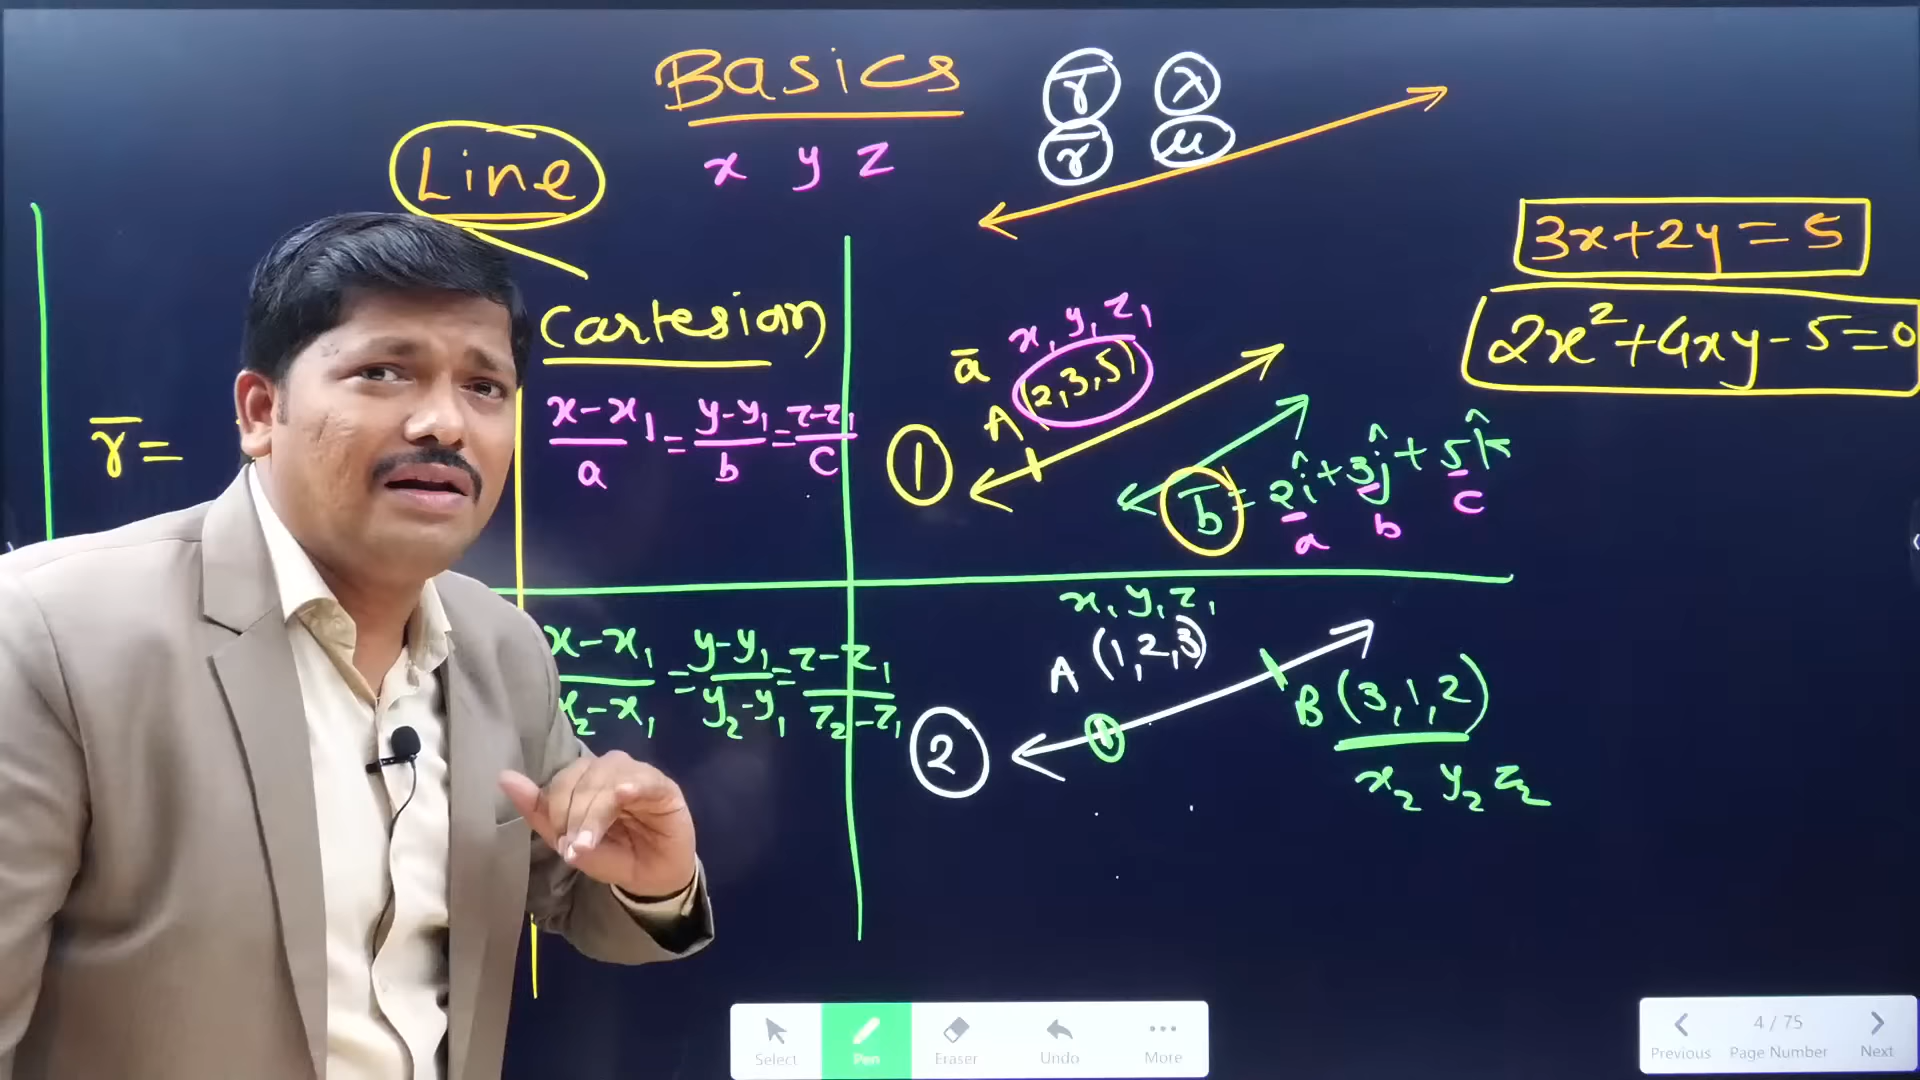 Basics
r̄ λ
r̄ μ
Line
x y z
3x+2y=5
2x²+4xy-5=0
Cartesian
r̄ =
x-x₁/a = y-y₁/b = z-z₁/c
x₁ y₁ z₁
ā
A (2,3,5)
1
b̄ = 2î+3ĵ+5k̂
a b c
x-x₁/x₂-x₁ = y-y₁/y₂-y₁ = z-z₁/z₂-z₁
x₁ y₁ z₁
A (1,2,3)
2
B (3,1,2)
x₂ y₂ z₂
Select Pen Eraser Undo More
4 / 75
Previous Page Number Next